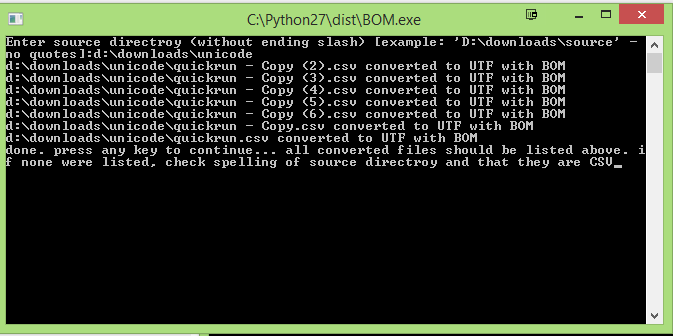 C:\Python27\dist\BOM.exe
Enter source directroy (without ending slash) [example: 'D:\downloads\source' -
no quotes]:d:\downloads\unicode
d:\downloads\unicode\quickrun - Copy (2).csv converted to UTF with BOM
d:\downloads\unicode\quickrun - Copy (3).csv converted to UTF with BOM
d:\downloads\unicode\quickrun - Copy (4).csv converted to UTF with BOM
d:\downloads\unicode\quickrun - Copy (5).csv converted to UTF with BOM
d:\downloads\unicode\quickrun - Copy (6).csv converted to UTF with BOM
d:\downloads\unicode\quickrun - Copy.csv converted to UTF with BOM
d:\downloads\unicode\quickrun.csv converted to UTF with BOM
done. press any key to continue... all converted files should be listed above. i
f none were listed, check spelling of source directroy and that they are CSV_